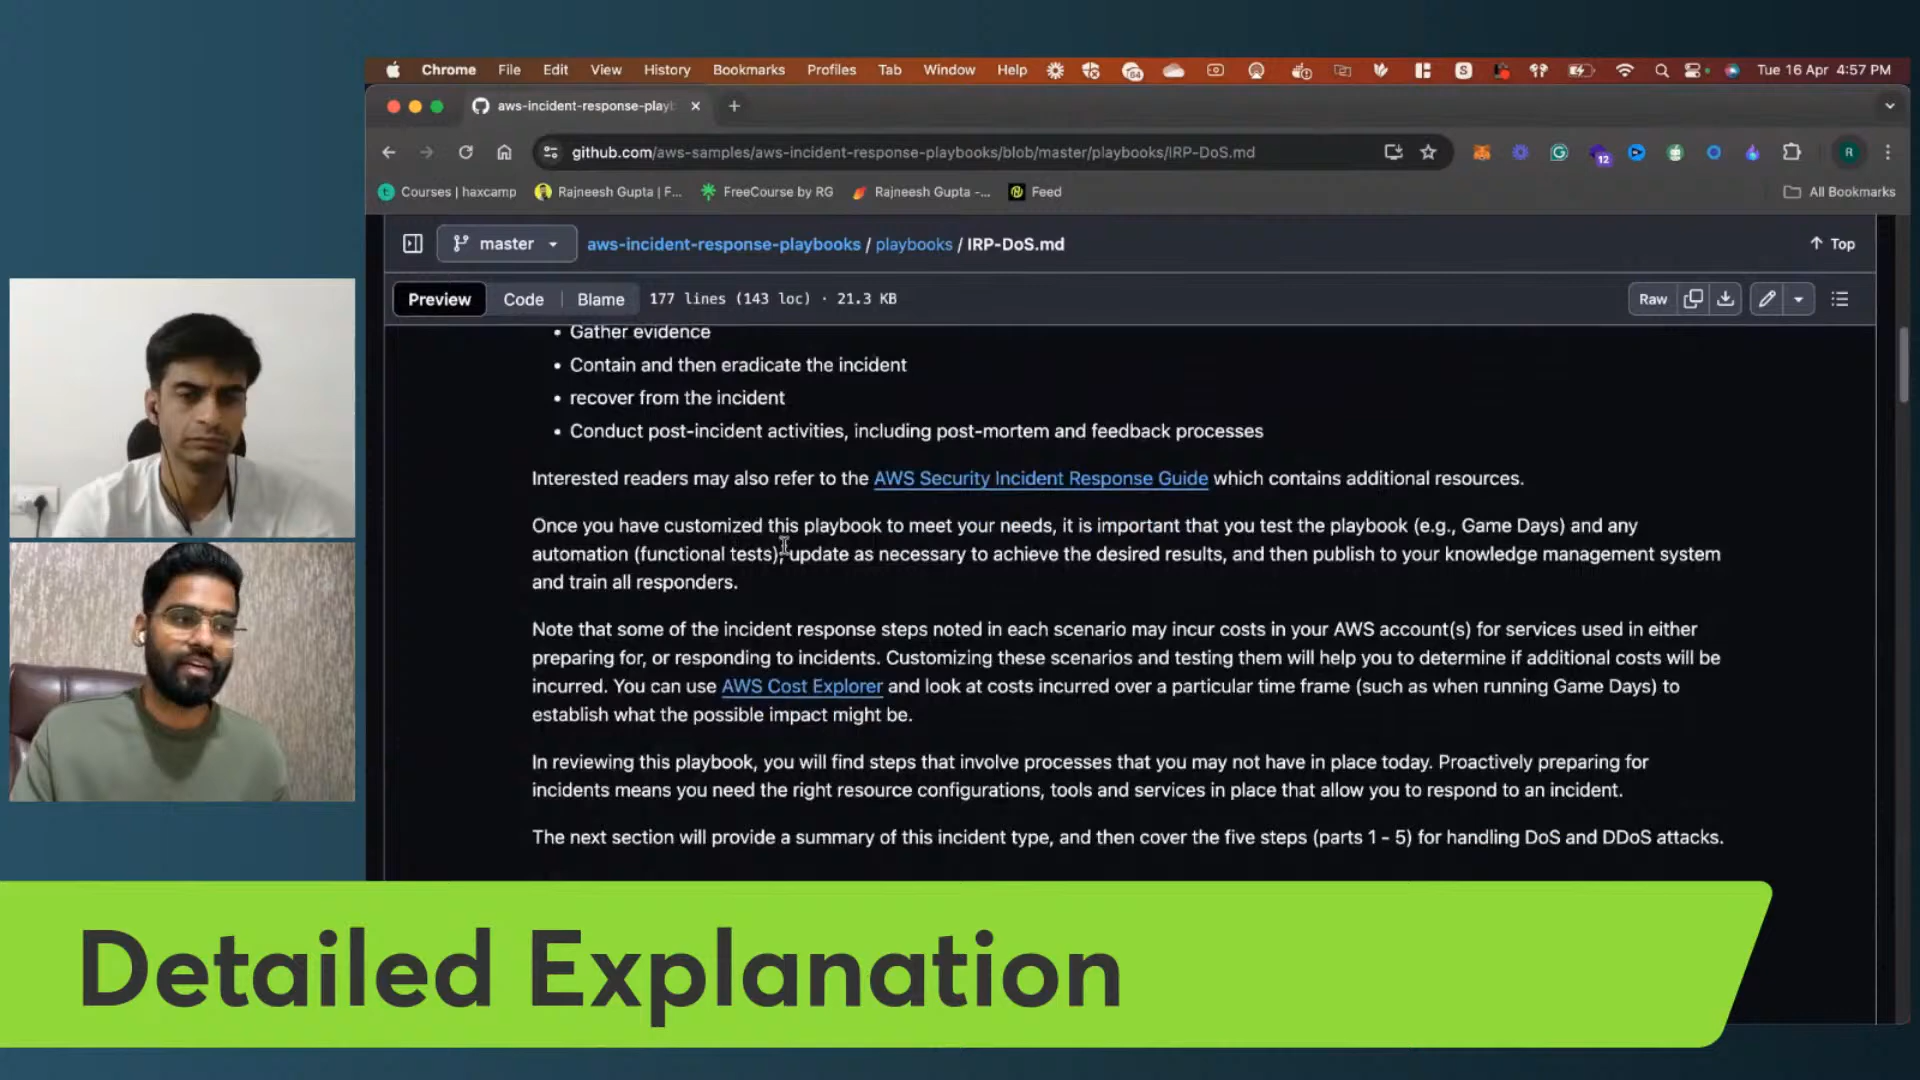 Chrome File Edit View History Bookmarks Profiles Tab Window Help 64 S Tue 16 Apr 4:57 PM
aws-incident-response-play
github.com/aws-samples/aws-incident-response-playbooks/blob/master/playbooks/IRP-DoS.md 12 R
Courses | haxcamp Rajneesh Gupta | F... FreeCourse by RG Rajneesh Gupta -... Feed All Bookmarks
master aws-incident-response-playbooks / playbooks / IRP-DoS.md Top
Preview Code Blame 177 lines (143 loc) · 21.3 KB Raw
• Gather evidence
• Contain and then eradicate the incident
• recover from the incident
• Conduct post-incident activities, including post-mortem and feedback processes
Interested readers may also refer to the AWS Security Incident Response Guide which contains additional resources.
Once you have customized this playbook to meet your needs, it is important that you test the playbook (e.g., Game Days) and any
automation (functional tests), update as necessary to achieve the desired results, and then publish to your knowledge management system
and train all responders.
Note that some of the incident response steps noted in each scenario may incur costs in your AWS account(s) for services used in either
preparing for, or responding to incidents. Customizing these scenarios and testing them will help you to determine if additional costs will be
incurred. You can use AWS Cost Explorer and look at costs incurred over a particular time frame (such as when running Game Days) to
establish what the possible impact might be.
In reviewing this playbook, you will find steps that involve processes that you may not have in place today. Proactively preparing for
incidents means you need the right resource configurations, tools and services in place that allow you to respond to an incident.
The next section will provide a summary of this incident type, and then cover the five steps (parts 1 - 5) for handling DoS and DDoS attacks.
Detailed Explanation